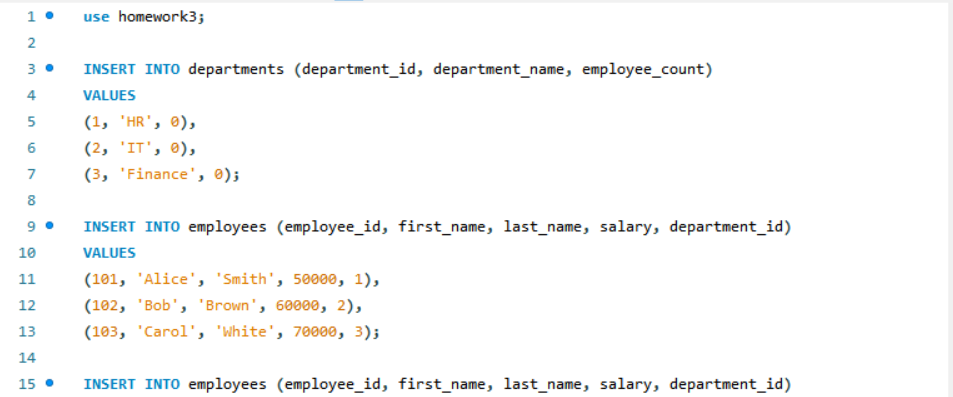 1 use homework3;
2
3 INSERT INTO departments (department_id, department_name, employee_count)
4 VALUES
5 (1, 'HR', 0),
6 (2, 'IT', 0),
7 (3, 'Finance', 0);
8
9 INSERT INTO employees (employee_id, first_name, last_name, salary, department_id)
10 VALUES
11 (101, 'Alice', 'Smith', 50000, 1),
12 (102, 'Bob', 'Brown', 60000, 2),
13 (103, 'Carol', 'White', 70000, 3);
14
15 INSERT INTO employees (employee_id, first_name, last_name, salary, department_id)